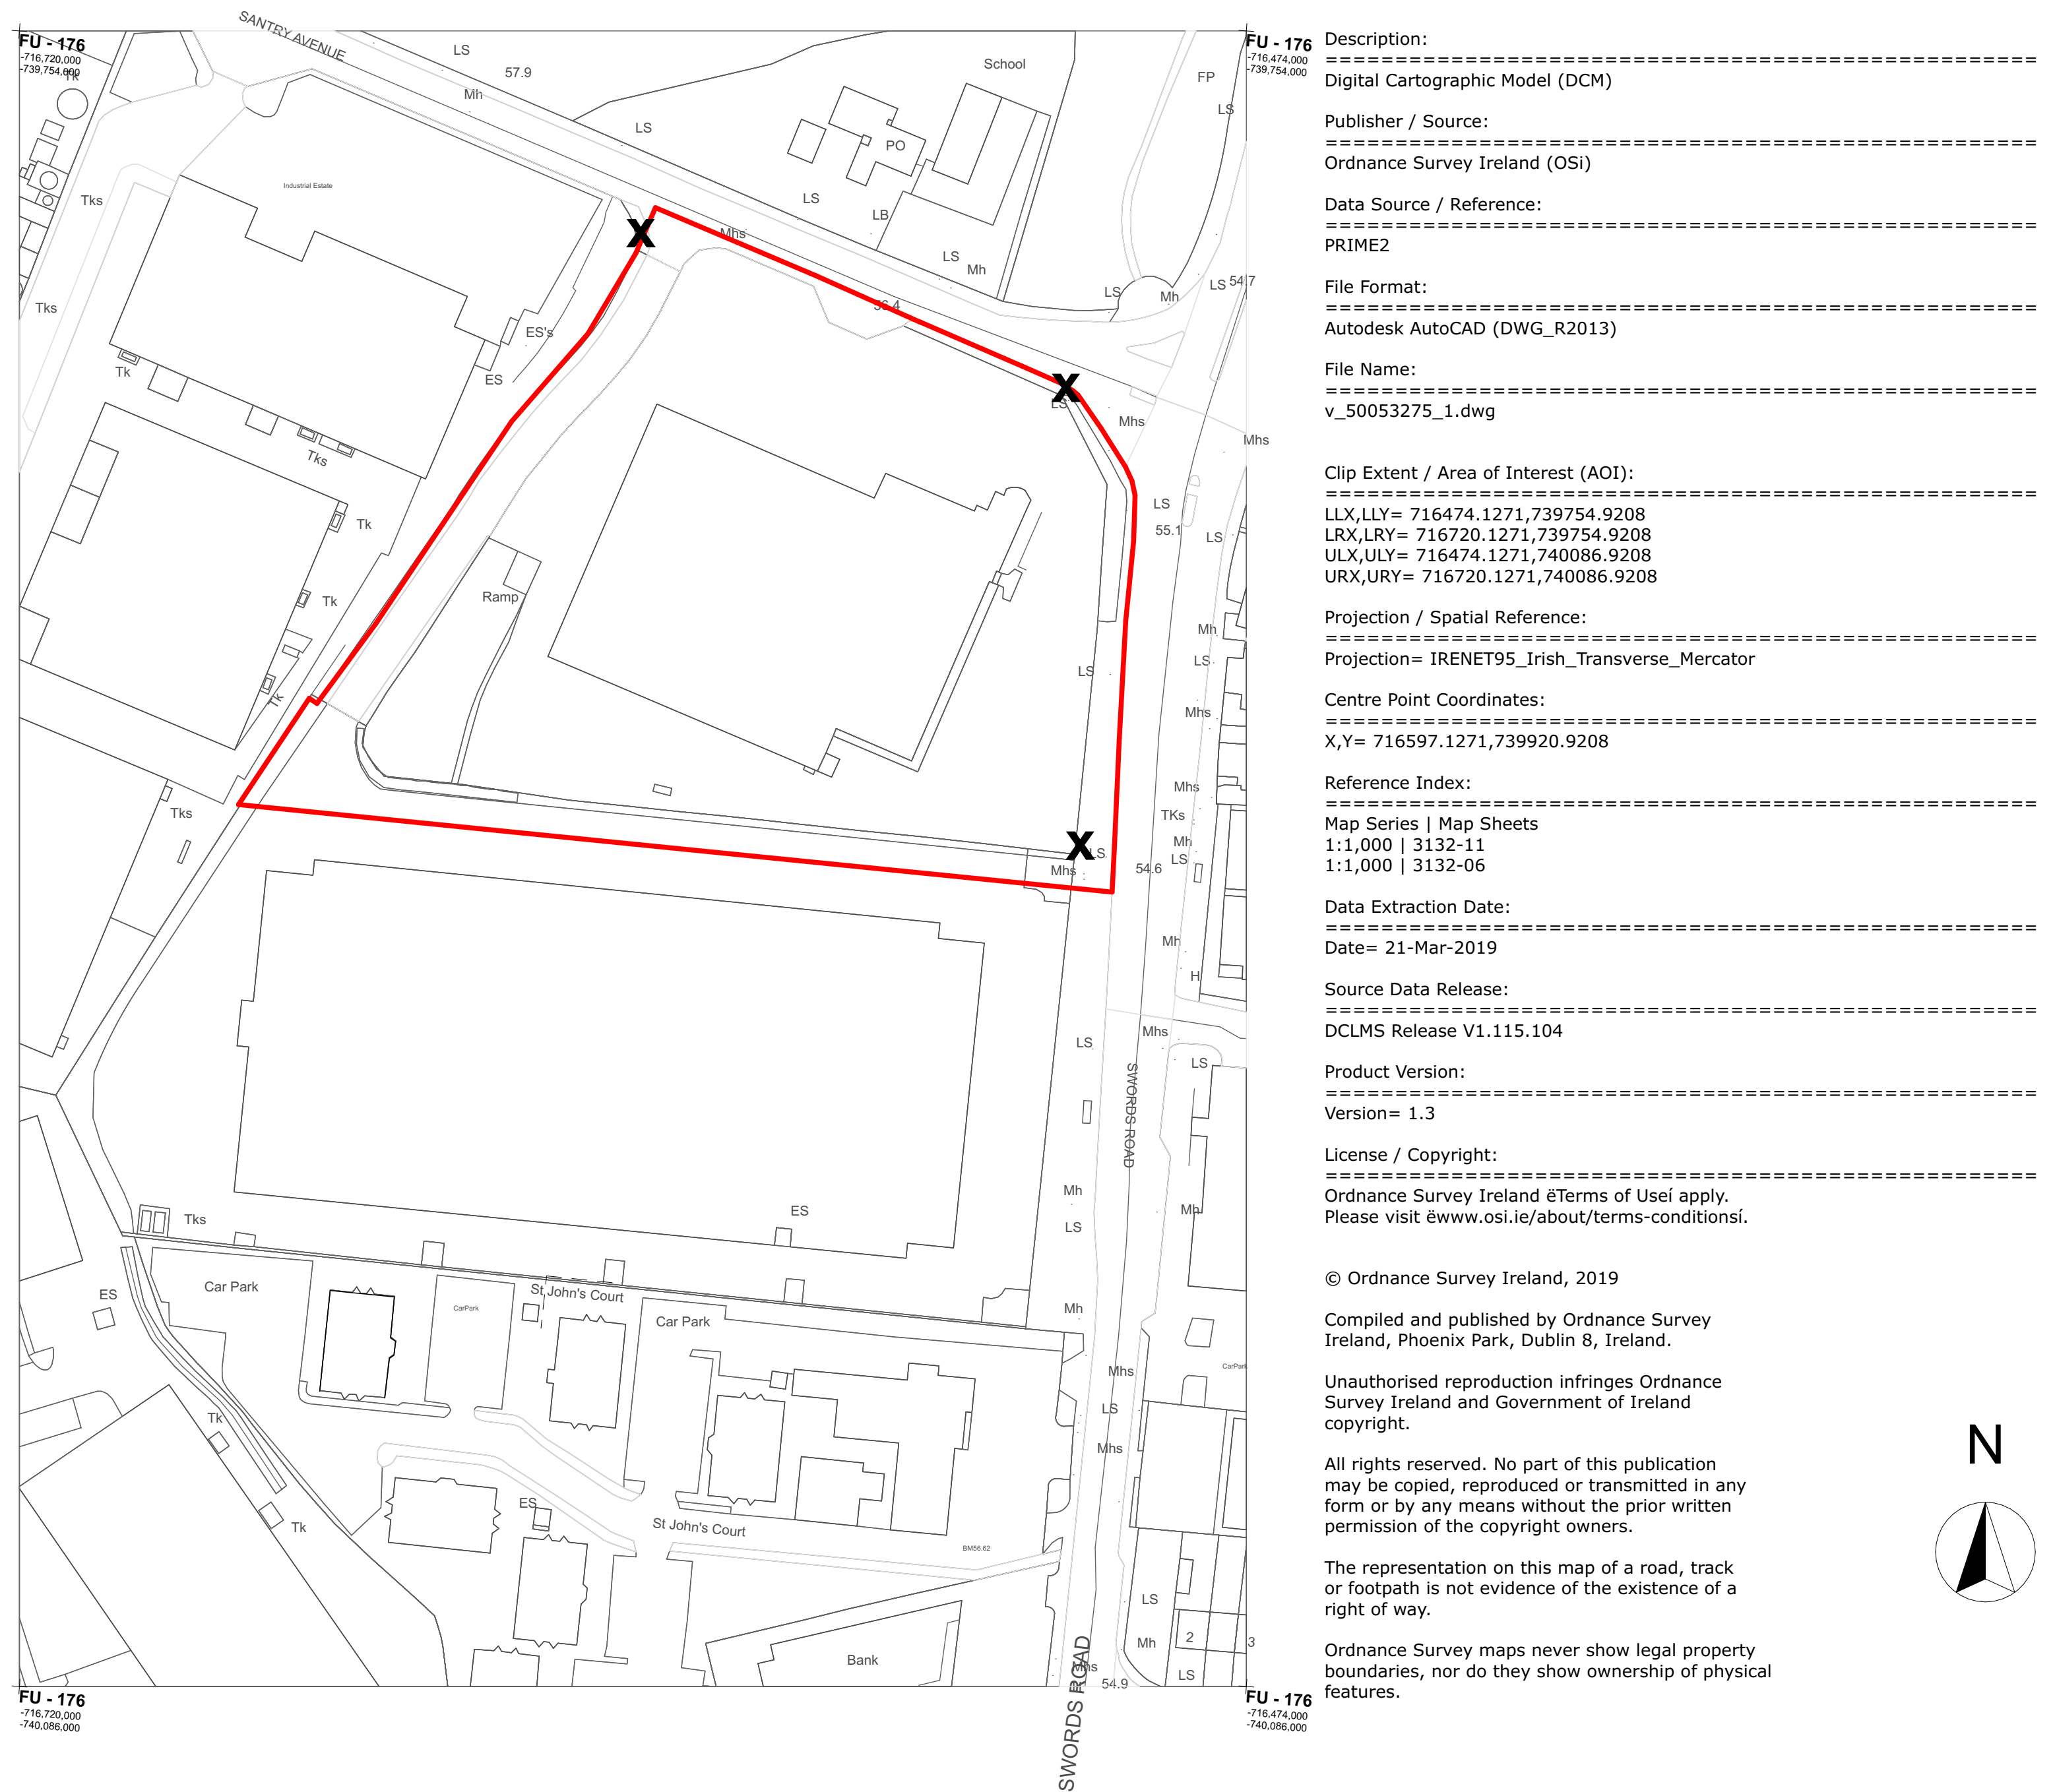 SANTRY AVENUE
FU - 176
-716,720,000
-739,754,000
Tk
LS
57.9
Mh
LS
School
FP
LS
PO
LS
LB
LS
Mh
Industrial Estate
Tks
Tks
X
Mhs
56.4
LS
Mh
LS
54.7
ES's
ES
Tk
Tks
X
LS
Mhs
Mhs
LS
55.1
LS
Tk
Ramp
Tk
Mh
LS
LS
Tk
Mhs
Mhs
Tks
TKs
X
LS
Mh
LS
Mhs
54.6
Mh
H
Mhs
LS
LS
SWORDS ROAD
Mh
Mh
LS
Tks
ES
ES
Car Park
CarPark
St John's Court
Car Park
Mh
CarPark
Mhs
LS
Mhs
Tk
Tk
ES
St John's Court
BM56.62
LS
Mh
2
3
LS
Bank
Mhs
54.9
SWORDS ROAD
FU - 176
-716,474,000
-739,754,000
FU - 176
-716,720,000
-740,086,000
FU - 176
-716,474,000
-740,086,000
Description:
==================================================
Digital Cartographic Model (DCM)
Publisher / Source:
==================================================
Ordnance Survey Ireland (OSi)
Data Source / Reference:
==================================================
PRIME2
File Format:
==================================================
Autodesk AutoCAD (DWG_R2013)
File Name:
==================================================
v_50053275_1.dwg
Clip Extent / Area of Interest (AOI):
==================================================
LLX,LLY= 716474.1271,739754.9208
LRX,LRY= 716720.1271,739754.9208
ULX,ULY= 716474.1271,740086.9208
URX,URY= 716720.1271,740086.9208
Projection / Spatial Reference:
==================================================
Projection= IRENET95_Irish_Transverse_Mercator
Centre Point Coordinates:
==================================================
X,Y= 716597.1271,739920.9208
Reference Index:
==================================================
Map Series | Map Sheets
1:1,000 | 3132-11
1:1,000 | 3132-06
Data Extraction Date:
==================================================
Date= 21-Mar-2019
Source Data Release:
==================================================
DCLMS Release V1.115.104
Product Version:
==================================================
Version= 1.3
License / Copyright:
==================================================
Ordnance Survey Ireland ëTerms of Useí apply.
Please visit ëwww.osi.ie/about/terms-conditionsí.
© Ordnance Survey Ireland, 2019
Compiled and published by Ordnance Survey
Ireland, Phoenix Park, Dublin 8, Ireland.
Unauthorised reproduction infringes Ordnance
Survey Ireland and Government of Ireland
copyright.
All rights reserved. No part of this publication
may be copied, reproduced or transmitted in any
form or by any means without the prior written
permission of the copyright owners.
The representation on this map of a road, track
or footpath is not evidence of the existence of a
right of way.
Ordnance Survey maps never show legal property
boundaries, nor do they show ownership of physical
features.
N